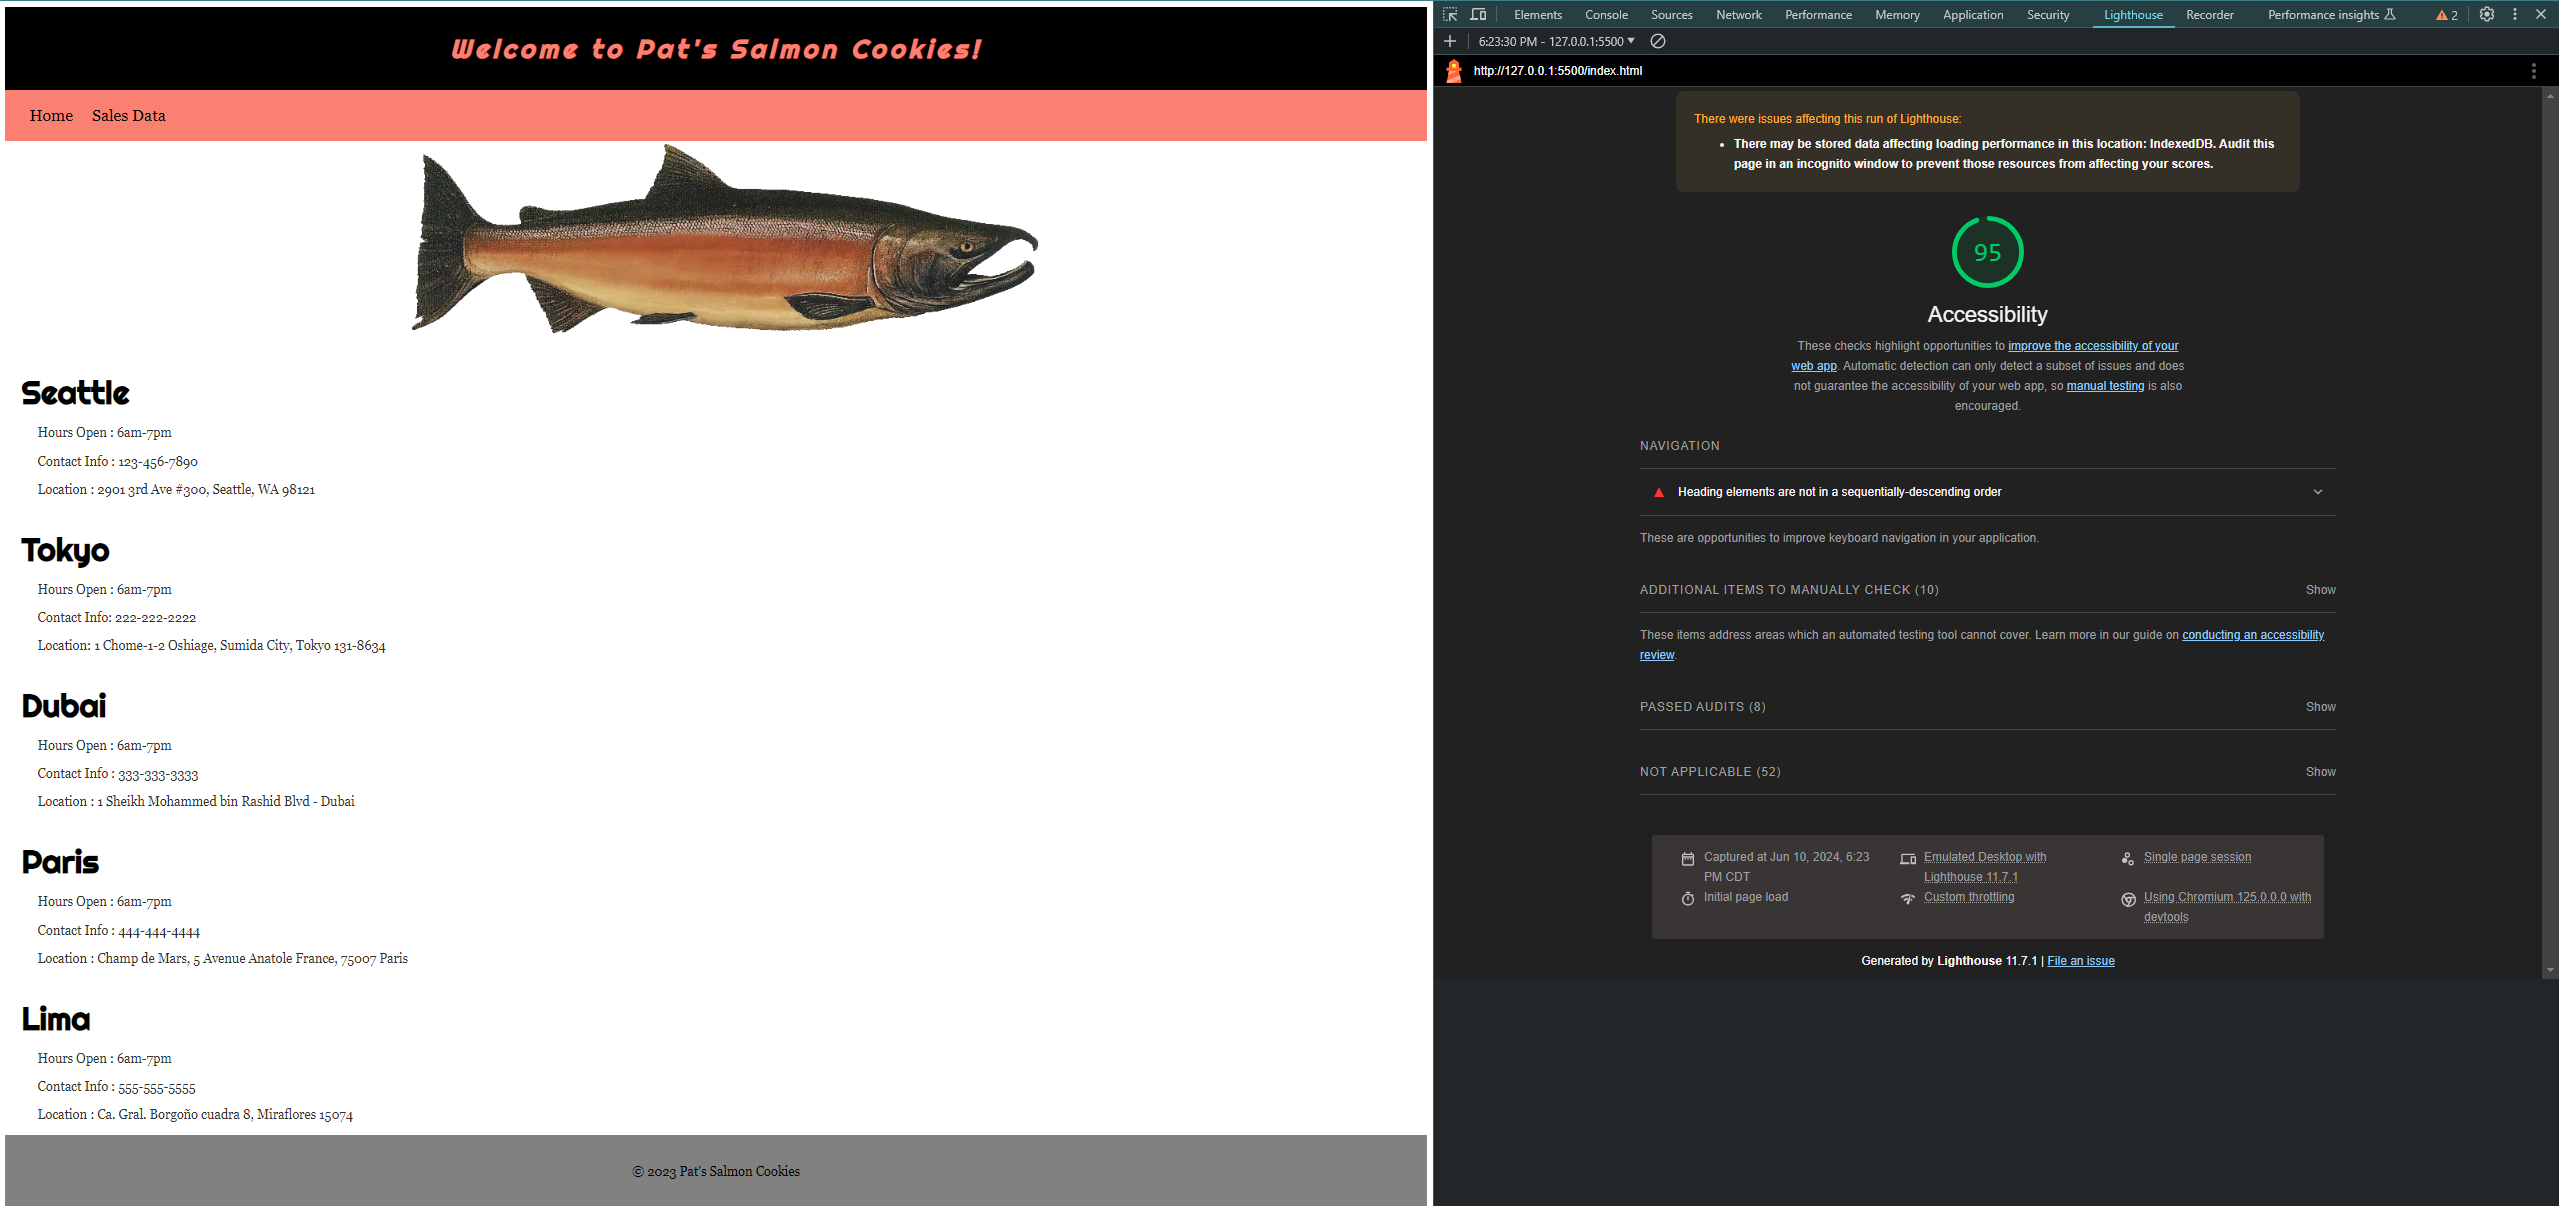 Welcome to Pat's Salmon Cookies!
Home Sales Data
Seattle
Hours Open : 6am-7pm
Contact Info : 123-456-7890
Location : 2901 3rd Ave #300, Seattle, WA 98121
Tokyo
Hours Open : 6am-7pm
Contact Info: 222-222-2222
Location: 1 Chome-1-2 Oshiage, Sumida City, Tokyo 131-8634
Dubai
Hours Open : 6am-7pm
Contact Info : 333-333-3333
Location : 1 Sheikh Mohammed bin Rashid Blvd - Dubai
Paris
Hours Open : 6am-7pm
Contact Info : 444-444-4444
Location : Champ de Mars, 5 Avenue Anatole France, 75007 Paris
Lima
Hours Open : 6am-7pm
Contact Info : 555-555-5555
Location : Ca. Gral. Borgoño cuadra 8, Miraflores 15074
© 2023 Pat's Salmon Cookies
Elements Console Sources Network Performance Memory Application Security Lighthouse Recorder Performance insights 2
6:23:30 PM - 127.0.0.1:5500
http://127.0.0.1:5500/index.html
There were issues affecting this run of Lighthouse:
• There may be stored data affecting loading performance in this location: IndexedDB. Audit this
page in an incognito window to prevent those resources from affecting your scores.
95
Accessibility
These checks highlight opportunities to improve the accessibility of your
web app. Automatic detection can only detect a subset of issues and does
not guarantee the accessibility of your web app, so manual testing is also
encouraged.
NAVIGATION
Heading elements are not in a sequentially-descending order
These are opportunities to improve keyboard navigation in your application.
ADDITIONAL ITEMS TO MANUALLY CHECK (10) Show
These items address areas which an automated testing tool cannot cover. Learn more in our guide on conducting an accessibility
review.
PASSED AUDITS (8) Show
NOT APPLICABLE (52) Show
Captured at Jun 10, 2024, 6:23
PM CDT
Emulated Desktop with
Lighthouse 11.7.1
Single page session
Initial page load
Custom throttling
Using Chromium 125.0.0.0 with
devtools
Generated by Lighthouse 11.7.1 | File an issue